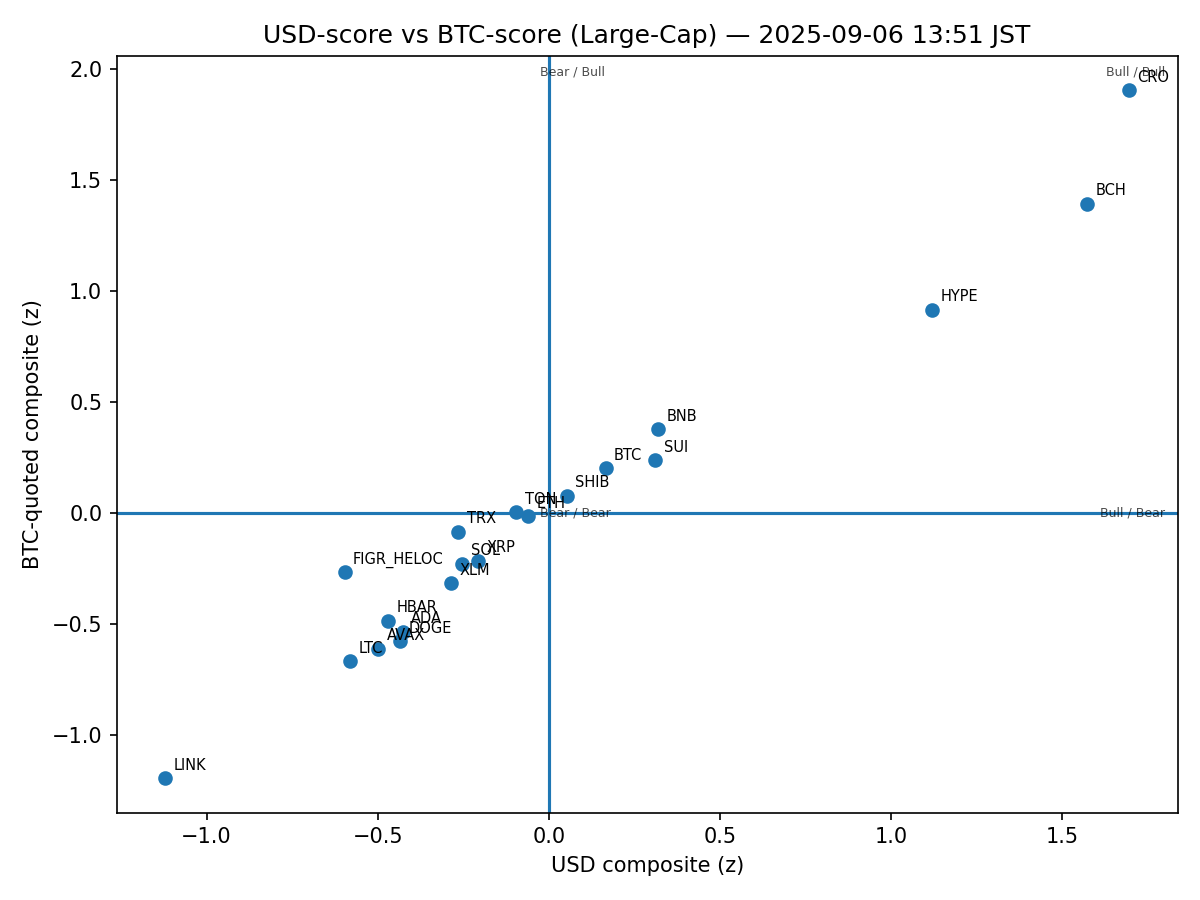 USD-score vs BTC-score (Large-Cap) — 2025-09-06 13:51 JST
Bear / Bull
Bull / Bull
CRO
BCH
HYPE
BNB
SUI
BTC
SHIB
TON
ETH
Bear / Bear
Bull / Bear
TRX
XRP
SOL
FIGR_HELOC
XLM
HBAR
ADA
DOGE
AVAX
LTC
LINK
2.0
1.5
1.0
0.5
0.0
−0.5
−1.0
BTC-quoted composite (z)
−1.0
−0.5
0.0
0.5
1.0
1.5
USD composite (z)